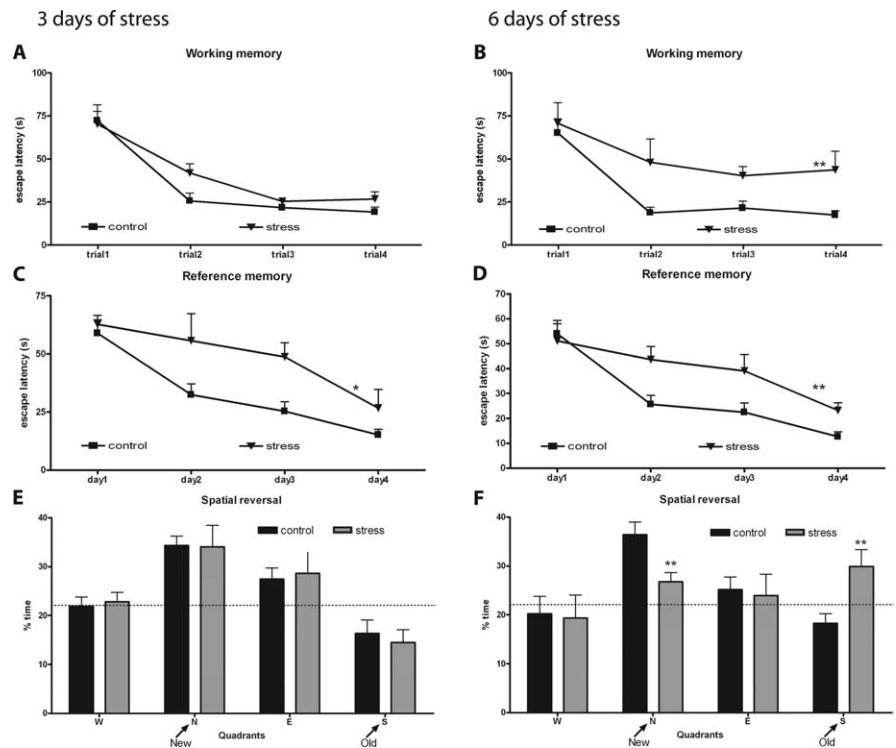 3 days of stress
6 days of stress
A
Working memory
escape latency (s)
100
75
50
25
0
control
stress
trial1 trial2 trial3 trial4
B
Working memory
escape latency (s)
100
75
50
25
0
**
control
stress
trial1 trial2 trial3 trial4
C
Reference memory
escape latency (s)
75
50
25
0
*
control
stress
day1 day2 day3 day4
D
Reference memory
escape latency (s)
70
60
50
40
30
20
10
0
**
control
stress
day1 day2 day3 day4
E
Spatial reversal
% time
40
30
20
10
0
control
stress
W N E S
New
Quadrants
Old
F
Spatial reversal
% time
40
30
20
10
0
control
stress
**
**
W N E S
New
Quadrants
Old